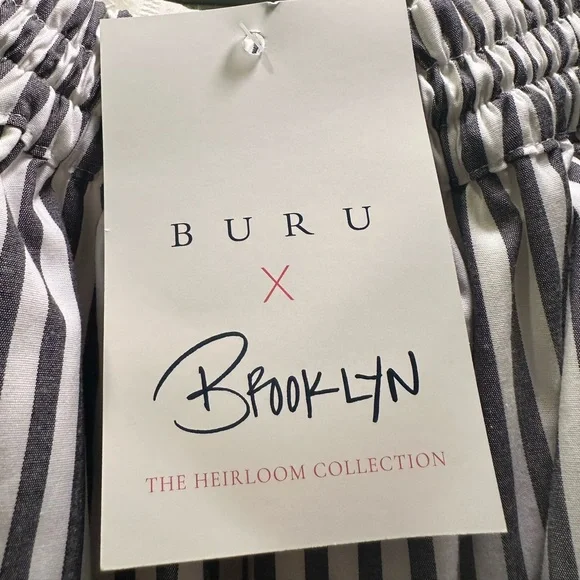 BURU
X
BROOKLYN
THE HEIRLOOM COLLECTION